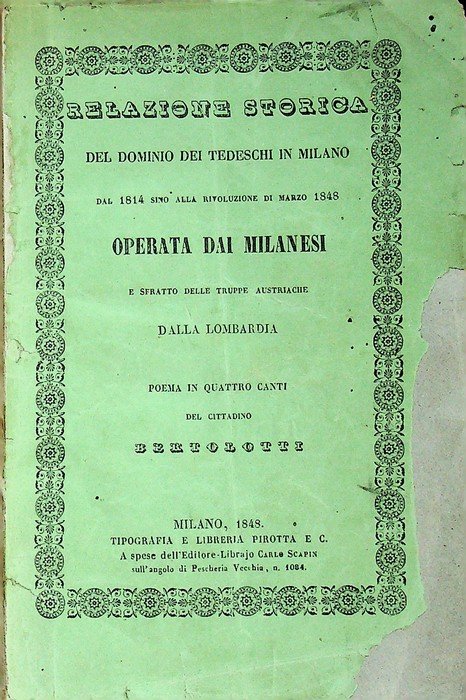 RELAZIONE STORICA
DEL DOMINIO DEI TEDESCHI IN MILANO
DAL 1814 SINO ALLA RIVOLUZIONE DI MARZO 1848
OPERATA DAI MILANESI
E SFRATTO DELLE TRUPPE AUSTRIACHE
DALLA LOMBARDIA
POEMA IN QUATTRO CANTI
DEL CITTADINO
BERTOLOTTI
MILANO, 1848.
TIPOGRAFIA E LIBRERIA PIROTTA E C.
A spese dell'Editore-Librajo CARLO SCAPIN
sull'angolo di Pescheria Vecchia, n. 1084.